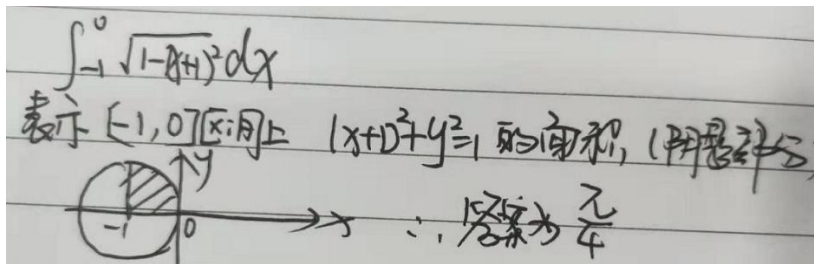 ∫₋₁⁰ √(1-(x+1)²) dx
表示 [-1,0]区间上 (x+1)²+y²=1 的面积, (阴影部分)
y
-1 0 x ∴ 答案为 π/4